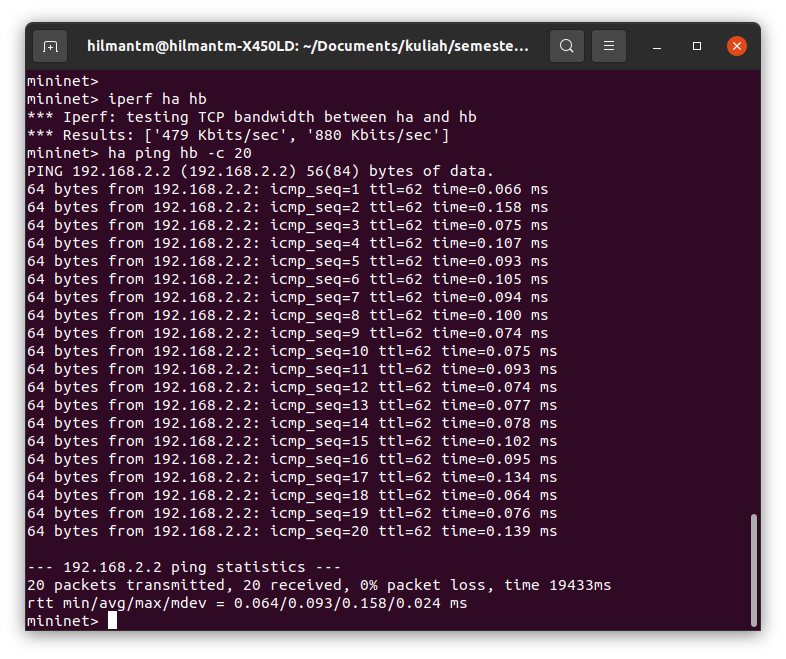 hilmantm@hilmantm-X450LD: ~/Documents/kuliah/semeste...
mininet>
mininet> iperf ha hb
*** Iperf: testing TCP bandwidth between ha and hb
*** Results: ['479 Kbits/sec', '880 Kbits/sec']
mininet> ha ping hb -c 20
PING 192.168.2.2 (192.168.2.2) 56(84) bytes of data.
64 bytes from 192.168.2.2: icmp_seq=1 ttl=62 time=0.066 ms
64 bytes from 192.168.2.2: icmp_seq=2 ttl=62 time=0.158 ms
64 bytes from 192.168.2.2: icmp_seq=3 ttl=62 time=0.075 ms
64 bytes from 192.168.2.2: icmp_seq=4 ttl=62 time=0.107 ms
64 bytes from 192.168.2.2: icmp_seq=5 ttl=62 time=0.093 ms
64 bytes from 192.168.2.2: icmp_seq=6 ttl=62 time=0.105 ms
64 bytes from 192.168.2.2: icmp_seq=7 ttl=62 time=0.094 ms
64 bytes from 192.168.2.2: icmp_seq=8 ttl=62 time=0.100 ms
64 bytes from 192.168.2.2: icmp_seq=9 ttl=62 time=0.074 ms
64 bytes from 192.168.2.2: icmp_seq=10 ttl=62 time=0.075 ms
64 bytes from 192.168.2.2: icmp_seq=11 ttl=62 time=0.093 ms
64 bytes from 192.168.2.2: icmp_seq=12 ttl=62 time=0.074 ms
64 bytes from 192.168.2.2: icmp_seq=13 ttl=62 time=0.077 ms
64 bytes from 192.168.2.2: icmp_seq=14 ttl=62 time=0.078 ms
64 bytes from 192.168.2.2: icmp_seq=15 ttl=62 time=0.102 ms
64 bytes from 192.168.2.2: icmp_seq=16 ttl=62 time=0.095 ms
64 bytes from 192.168.2.2: icmp_seq=17 ttl=62 time=0.134 ms
64 bytes from 192.168.2.2: icmp_seq=18 ttl=62 time=0.064 ms
64 bytes from 192.168.2.2: icmp_seq=19 ttl=62 time=0.076 ms
64 bytes from 192.168.2.2: icmp_seq=20 ttl=62 time=0.139 ms
--- 192.168.2.2 ping statistics ---
20 packets transmitted, 20 received, 0% packet loss, time 19433ms
rtt min/avg/max/mdev = 0.064/0.093/0.158/0.024 ms
mininet>